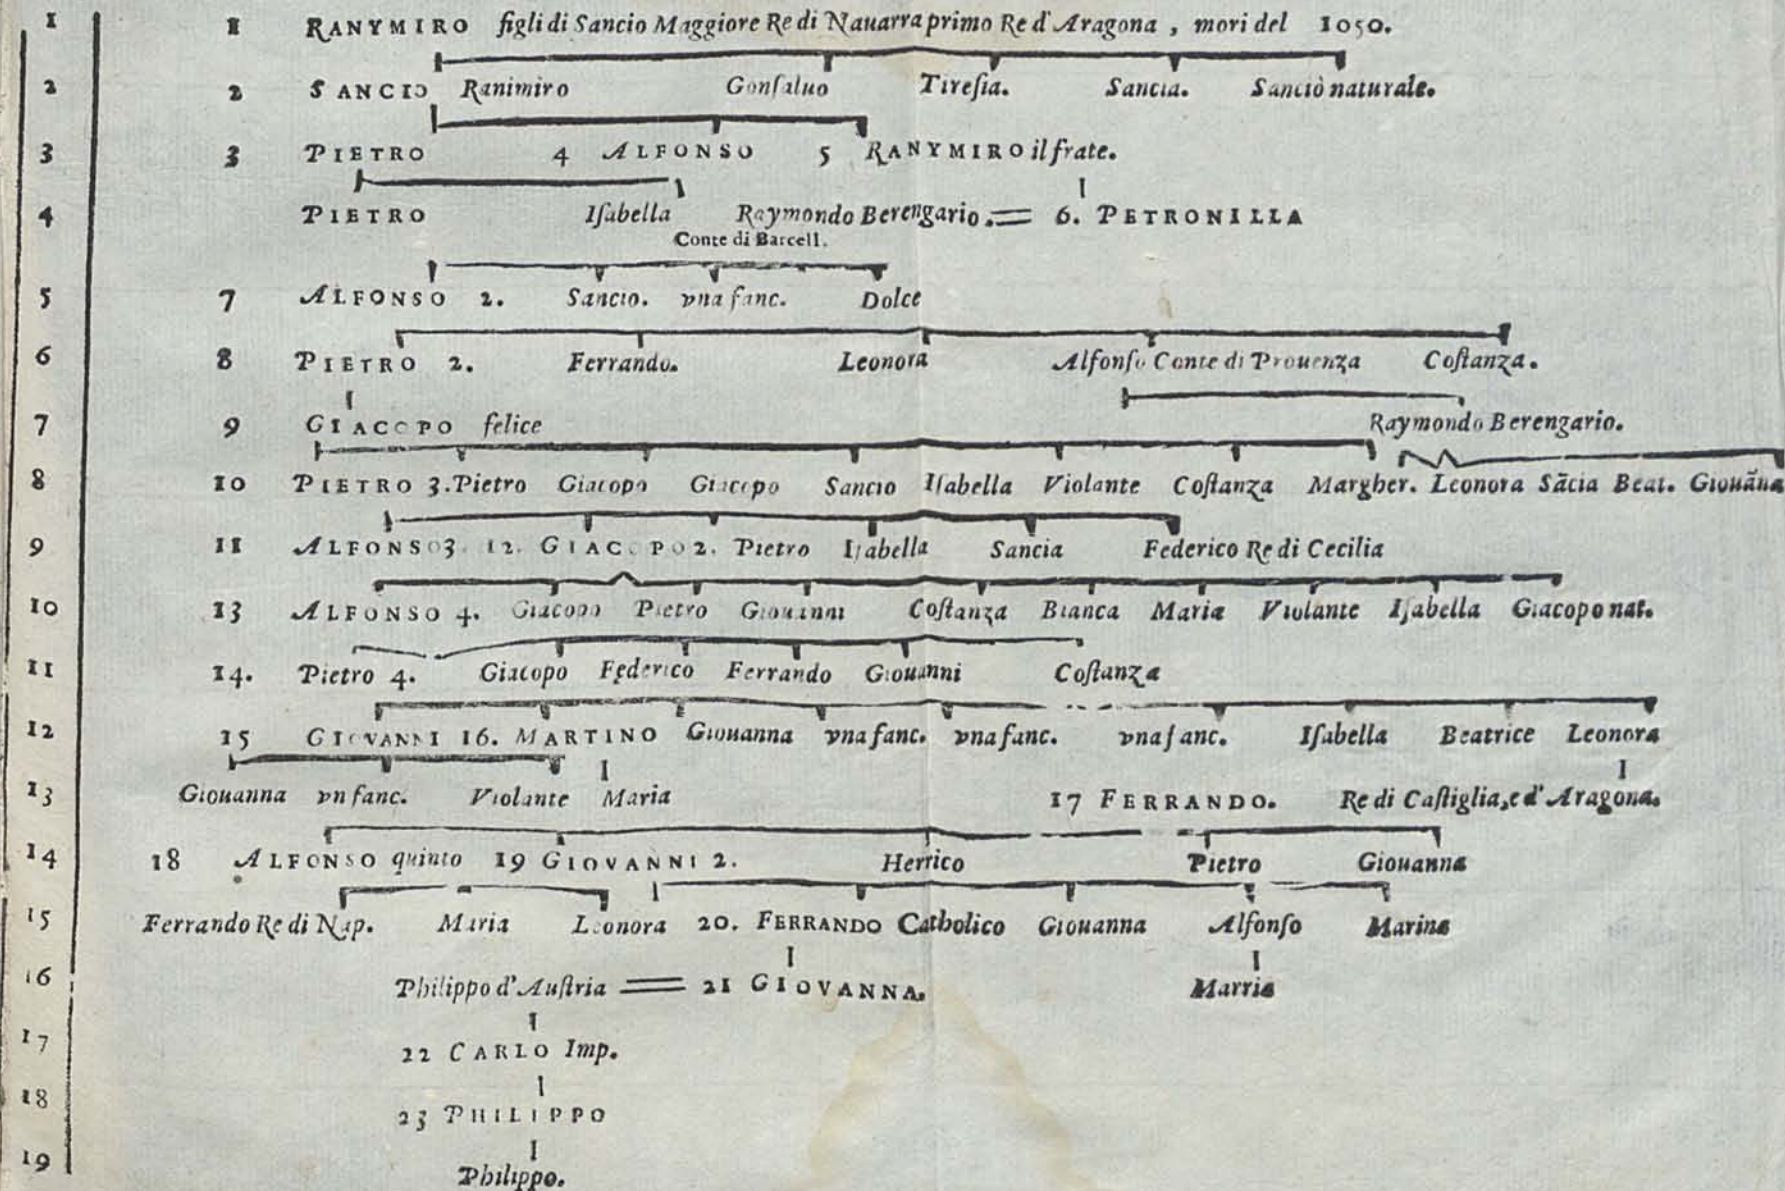 1 1 RANYMIRO figli di Sancio Maggiore Re di Nauarra primo Re d'Aragona , mori del 1050.
2 2 SANCIO Ranimiro Gonſaluo Tireſia. Sancia. Sanciò naturale.
3 3 PIETRO 4 ALFONSO 5 RANYMIRO il frate.
4 PIETRO Iſabella Raymondo Berengario. = 6. PETRONILLA
Conte di Barcell.
5 7 ALFONSO 2. Sancio. vna fanc. Dolce
6 8 PIETRO 2. Ferrando. Leonora Alfonſo Conte di Prouenza Coſtanza.
7 9 GIACOPO felice Raymondo Berengario.
8 10 PIETRO 3. Pietro Giacopo Giacopo Sancio Iſabella Violante Coſtanza Margher. Leonora Sãcia Beat. Giouãna
9 11 ALFONSO 3. 12. GIACOPO 2. Pietro Iſabella Sancia Federico Re di Cecilia
10 13 ALFONSO 4. Giacopo Pietro Giouanni Coſtanza Bianca Maria Violante Iſabella Giacopo nat.
11 14. Pietro 4. Giacopo Federico Ferrando Giouanni Coſtanza
12 15 GIOVANNI 16. MARTINO Giouanna vna fanc. vna fanc. vna fanc. Iſabella Beatrice Leonora
13 Giouanna vn fanc. Violante Maria 17 FERRANDO. Re di Caſtiglia, e d'Aragona.
14 18 ALFONSO quinto 19 GIOVANNI 2. Herrico Pietro Giouanna
15 Ferrando Re di Nap. Maria Leonora 20. FERRANDO Catholico Giouanna Alfonſo Marina
16 Philippo d'Auſtria = 21 GIOVANNA. Marria
17 22 CARLO Imp.
18 23 PHILIPPO
19 Philippo.